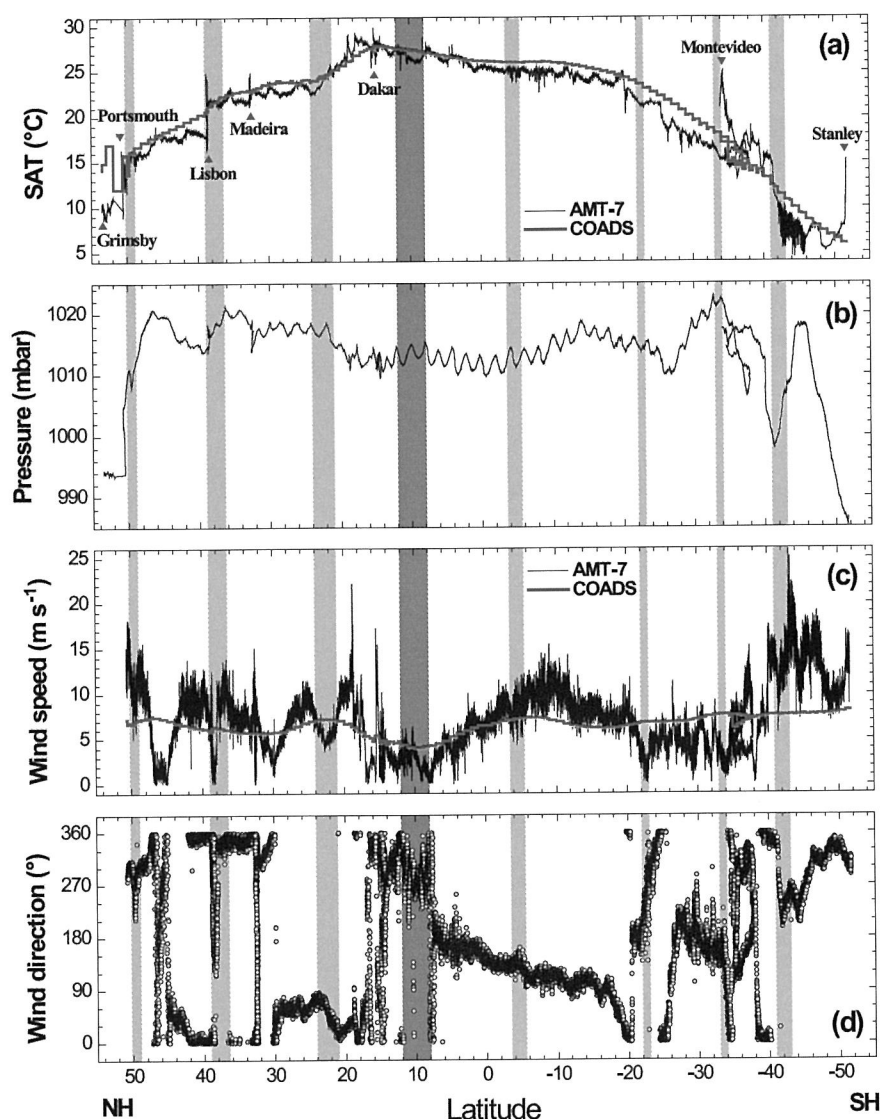 30
25
20
15
10
5
SAT (°C)
(a)
Montevideo
Portsmouth
Dakar
Madeira
Stanley
Lisbon
Grimsby
AMT-7
COADS
1020
1010
1000
990
Pressure (mbar)
(b)
25
20
15
10
5
0
Wind speed (m s-1)
AMT-7
COADS
(c)
360
270
180
90
0
Wind direction (°)
(d)
50 40 30 20 10 0 -10 -20 -30 -40 -50
NH Latitude SH